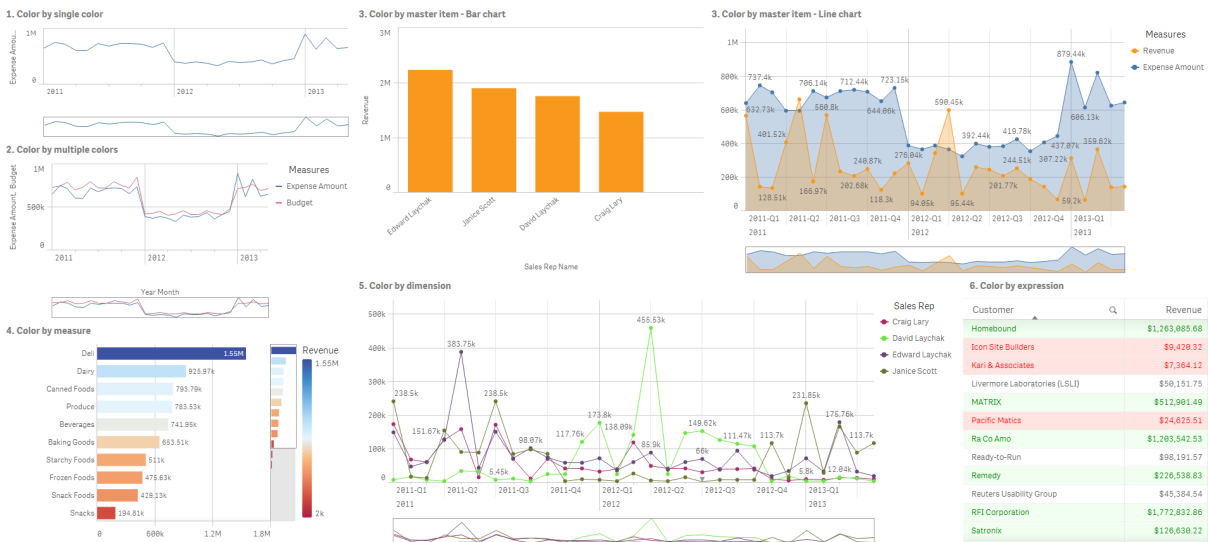 1. Color by single color
Expense Amou...
1M
0
2011
2012
2013
2. Color by multiple colors
Expense Amount, Budget
1M
500k
0
2011
2012
2013
Measures
Expense Amount
Budget
Year Month
3. Color by master item - Bar chart
Revenue
3M
2M
1M
0
Edward Laychak
Janice Scott
David Laychak
Craig Lary
Sales Rep Name
3. Color by master item - Line chart
Measures
Revenue
Expense Amount
1M
800k
600k
400k
200k
0
737.4k
706.14k
712.44k
723.15k
879.44k
632.73k
560.8k
644.06k
590.45k
606.13k
401.52k
392.44k
419.78k
437.07k
359.62k
240.87k
276.04k
244.51k
307.22k
128.51k
166.97k
202.68k
118.3k
94.05k
95.44k
201.77k
59.2k
2011-Q1
2011-Q2
2011-Q3
2011-Q4
2012-Q1
2012-Q2
2012-Q3
2012-Q4
2013-Q1
2011
2012
2013
4. Color by measure
Deli
1.55M
Dairy
925.97k
Canned Foods
793.79k
Produce
783.53k
Beverages
741.96k
Baking Goods
653.51k
Starchy Foods
511k
Frozen Foods
475.63k
Snack Foods
429.13k
Snacks
194.81k
0
600k
1.2M
1.8M
Revenue
1.55M
2k
5. Color by dimension
Sales Rep
Craig Lary
David Laychak
Edward Laychak
Janice Scott
500k
400k
300k
200k
100k
0
455.53k
383.75k
238.5k
238.5k
231.85k
173.8k
175.76k
151.67k
117.76k
138.09k
149.62k
111.47k
113.7k
113.7k
98.07k
85.9k
66k
5.45k
5.8k
12.04k
2011-Q1
2011-Q2
2011-Q3
2011-Q4
2012-Q1
2012-Q2
2012-Q3
2012-Q4
2013-Q1
2011
2012
2013
6. Color by expression
Customer Revenue
Homebound $1,263,085.68
Icon Site Builders $9,420.32
Kari & Associates $7,364.12
Livermore Laboratories (LSLI) $50,151.75
MATRIX $512,901.49
Pacific Matics $24,625.51
Ra Co Amo $1,203,542.53
Ready-to-Run $98,191.57
Remedy $226,538.83
Reuters Usability Group $45,384.54
RFI Corporation $1,772,832.86
Satronix $126,638.22